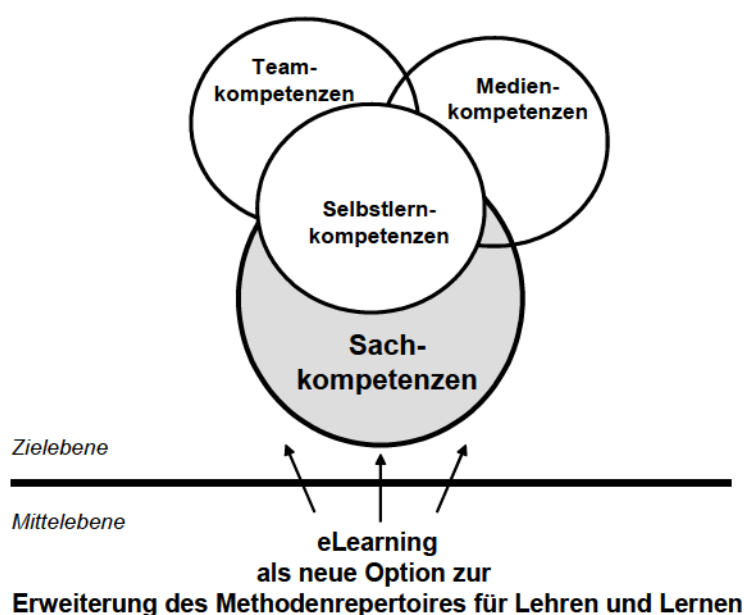 Team-
kompetenzen
Medien-
kompetenzen
Selbstlern-
kompetenzen
Sach-
kompetenzen
Zielebene
Mittelebene
eLearning
als neue Option zur
Erweiterung des Methodenrepertoires für Lehren und Lernen